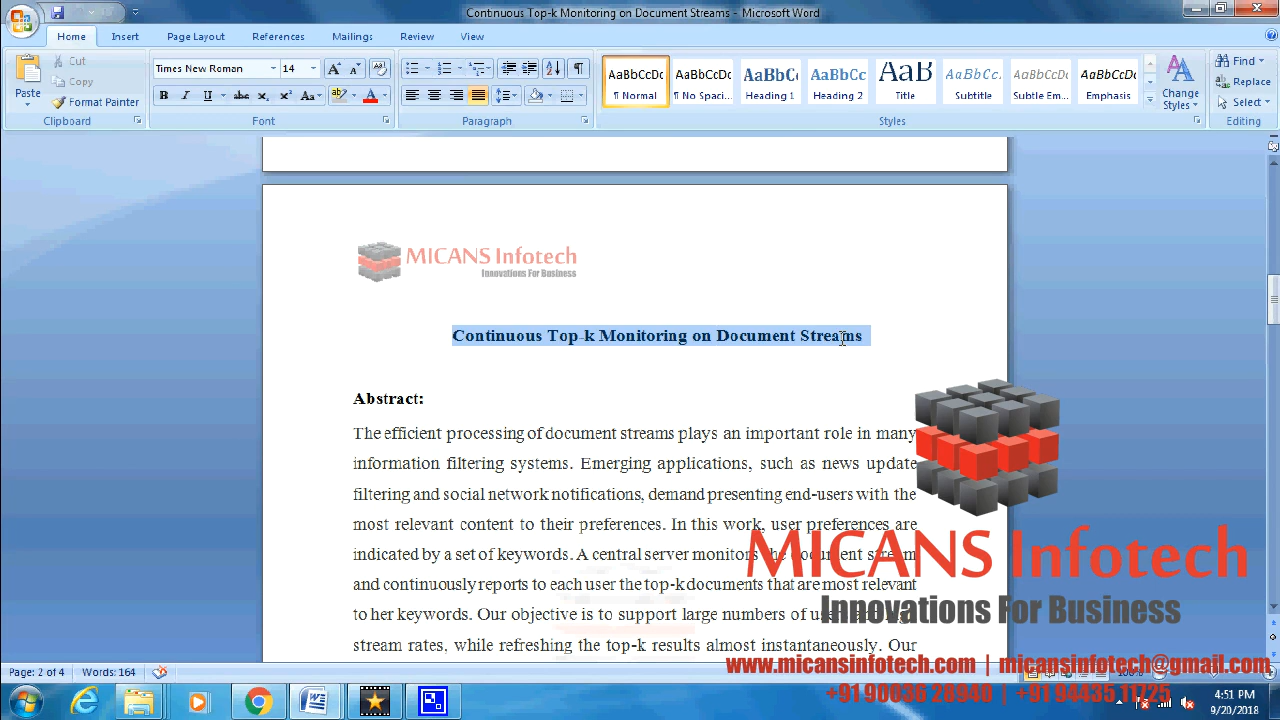 Continuous Top-k Monitoring on Document Streams - Microsoft Word
Home Insert Page Layout References Mailings Review View
Paste
Cut
Copy
Format Painter
Clipboard
Times New Roman 14
Font
Paragraph
AaBbCcDc AaBbCcDc AaBbC AaBbCc AaB AaBbCc. AaBbCcDc AaBbCcDc
¶ Normal ¶ No Spaci... Heading 1 Heading 2 Title Subtitle Subtle Em... Emphasis
Change Styles
Styles
Find
Replace
Select
Editing
MICANS Infotech
Innovations For Business
Continuous Top-k Monitoring on Document Streams
Abstract:
The efficient processing of document streams plays an important role in many
information filtering systems. Emerging applications, such as news update
filtering and social network notifications, demand presenting end-users with the
most relevant content to their preferences. In this work, user preferences are
indicated by a set of keywords. A central server monitors the document stream
and continuously reports to each user the top-k documents that are most relevant
to her keywords. Our objective is to support large numbers of
stream rates, while refreshing the top-k results almost instantaneously. Our
MICANS Infotech
Innovations For Business
www.micansinfotech.com | micansinfotech@gmail.com
+91 90036 28940 | +91 94435 11725
Page: 2 of 4 Words: 164
4:51 PM
9/20/2018